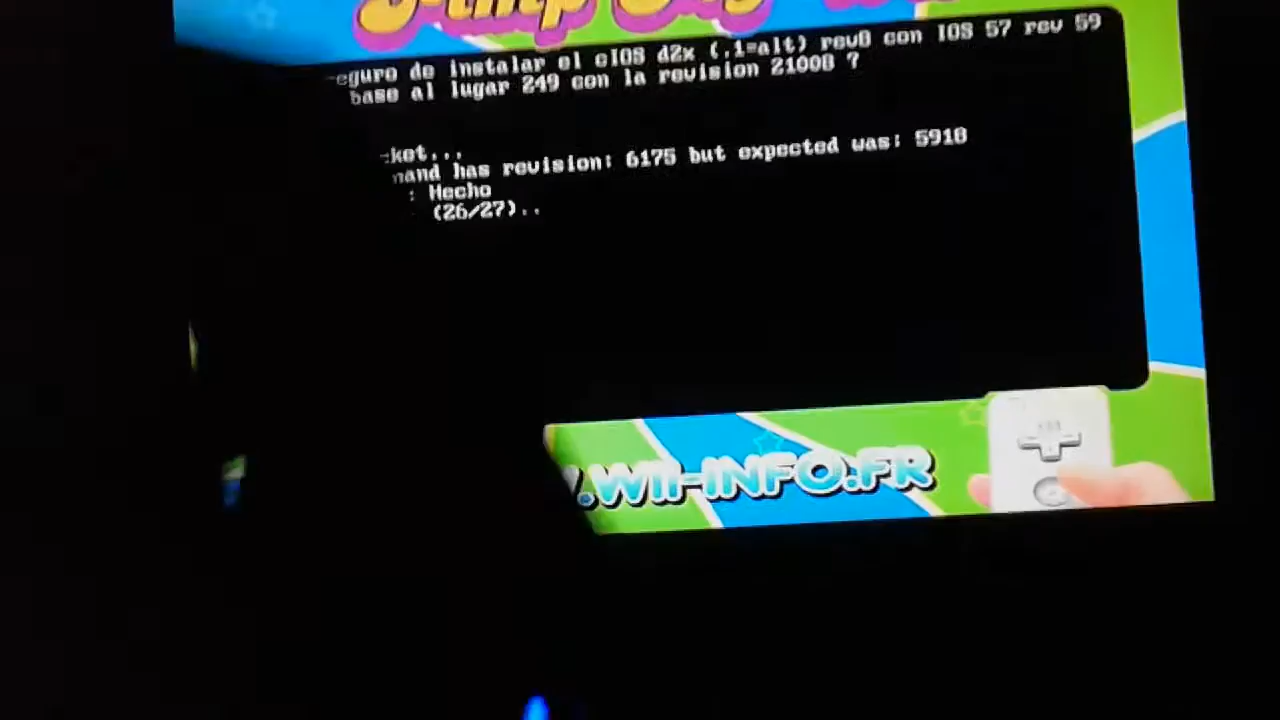 eguro de instalar el cIOS d2x (.1=alt) rev0 con IOS 57 rev 59
base al lugar 249 con la revision 21008 ?
ket...
nand has revision: 6175 but expected was: 5918
: Hecho
(26/27)..
.WII-INFO.FR